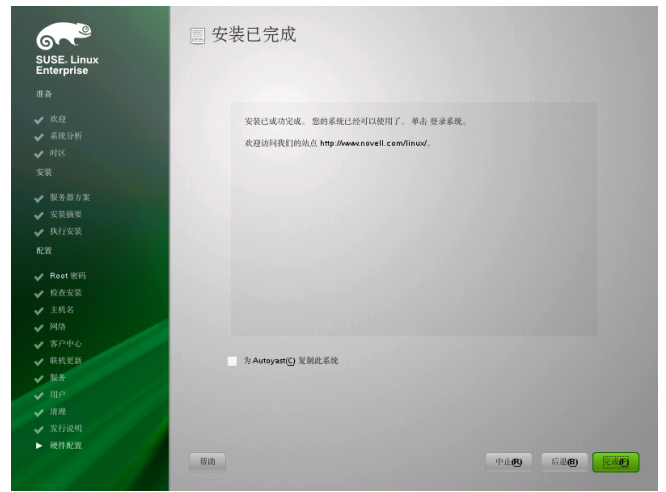 SUSE. Linux
Enterprise
准备
欢迎
系统分析
时区
安装
服务器方案
安装摘要
执行安装
配置
Root 密码
检查安装
主机名
网络
客户中心
联机更新
服务
用户
清理
发行说明
硬件配置
安装已完成
安装已成功完成。 您的系统已经可以使用了。 单击 登录系统。
欢迎访问我们的站点 http://www.novell.com/linux/。
为 Autoyast(C) 复制此系统
帮助
中止(R)
后退(B)
完成(F)